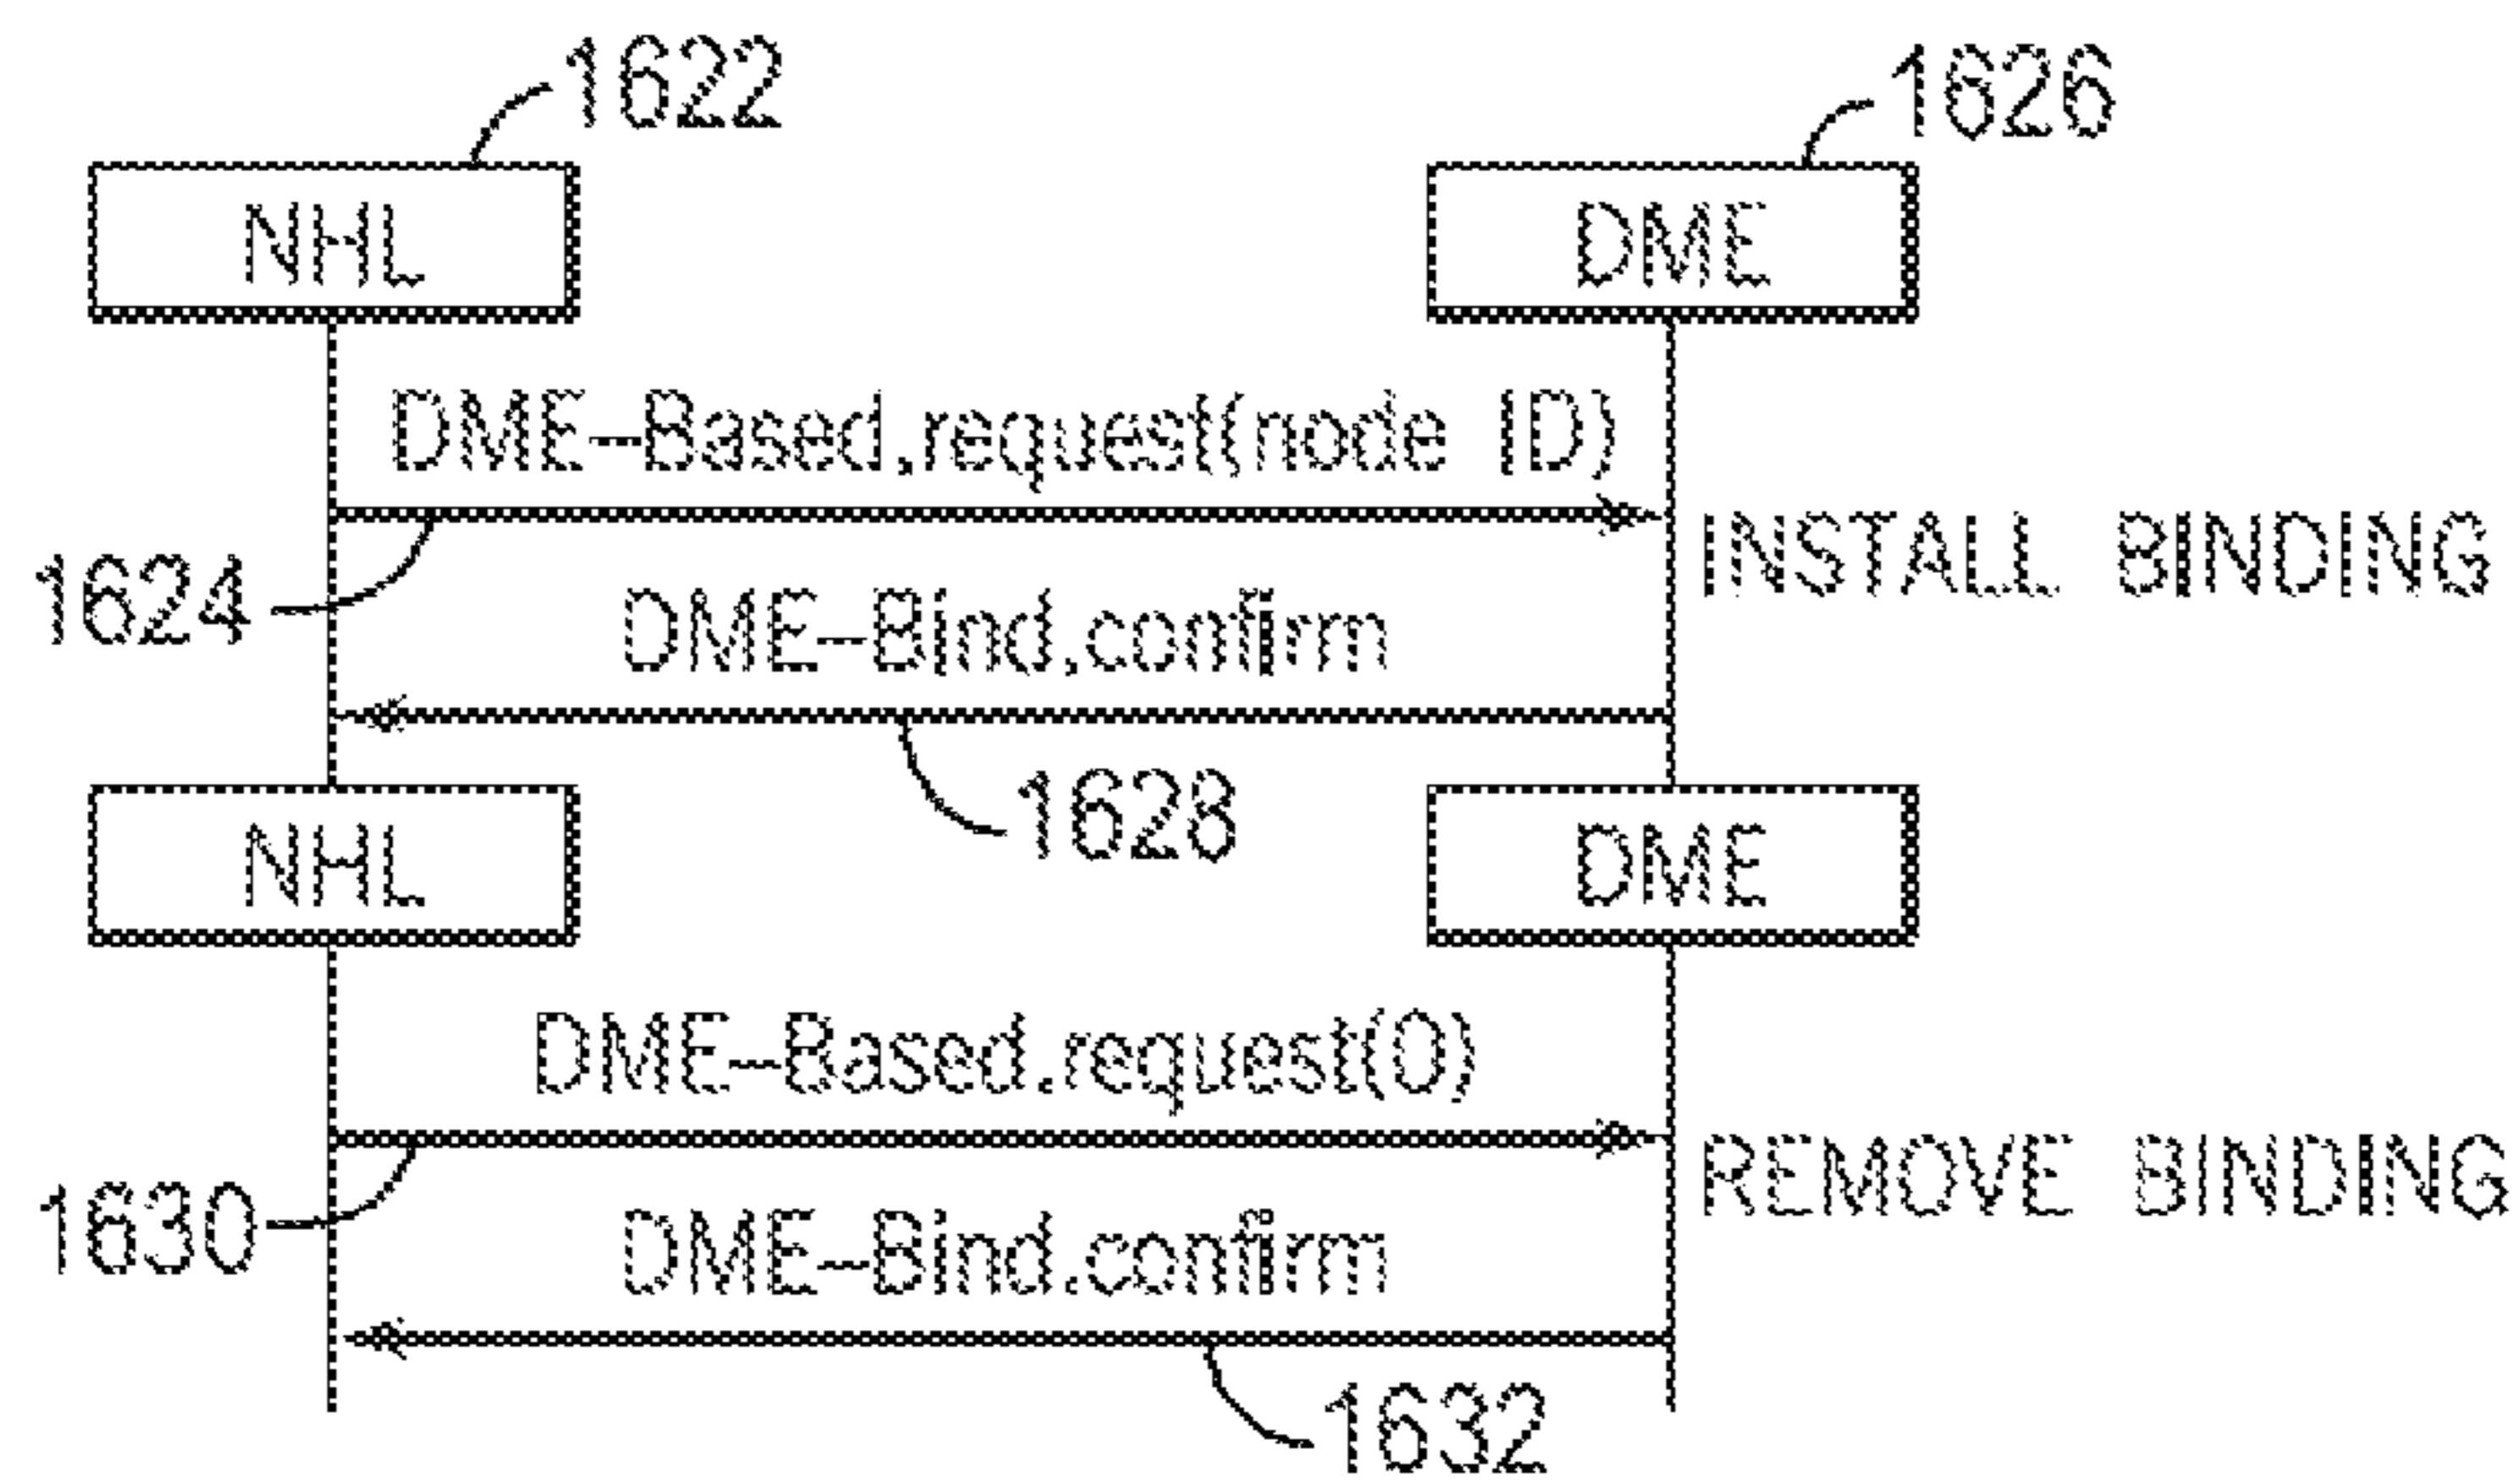 1622
1626
NHL
DME
DME-Based.request(node ID)
INSTALL BINDING
1624
DME-Bind.confirm
1628
NHL
DME
DME-Based.request(0)
REMOVE BINDING
1630
DME-Bind.confirm
1632